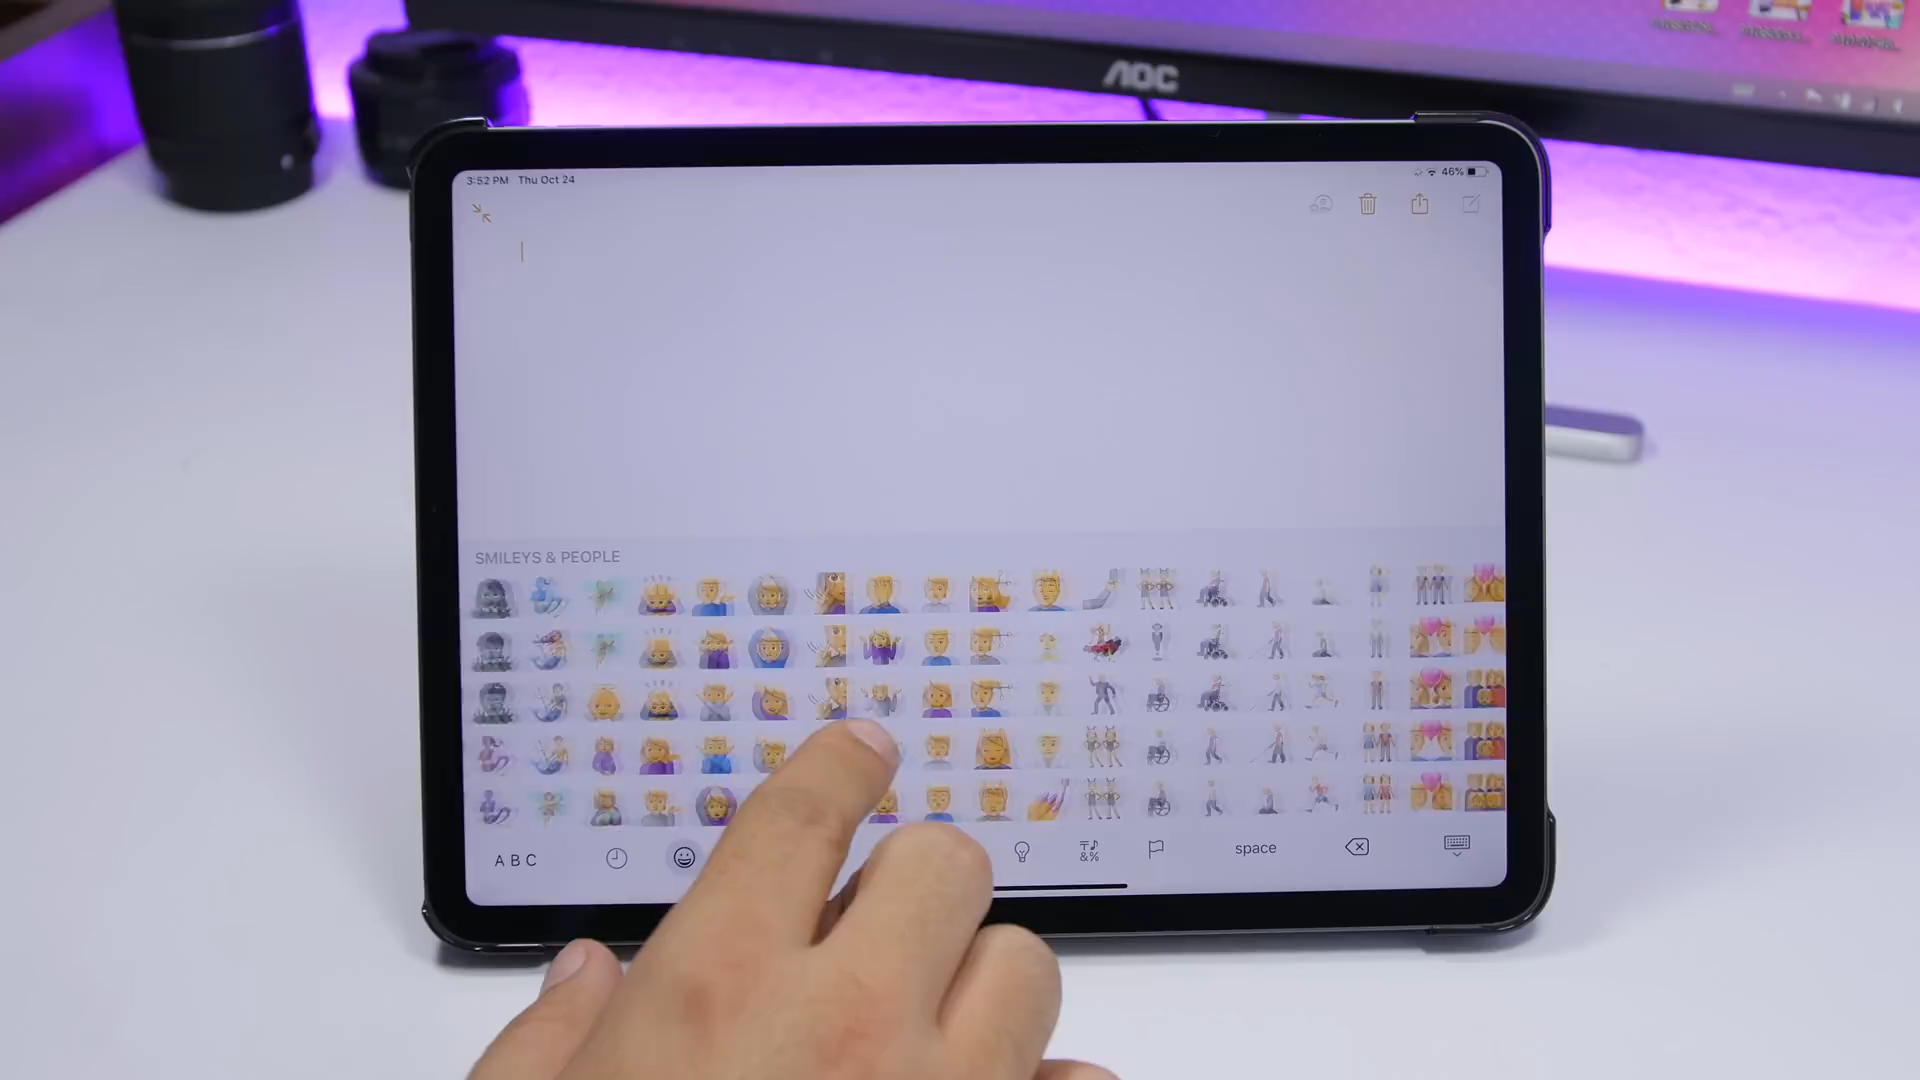 AOC
3:52 PM Thu Oct 24
46%
SMILEYS & PEOPLE
ABC
&%
space